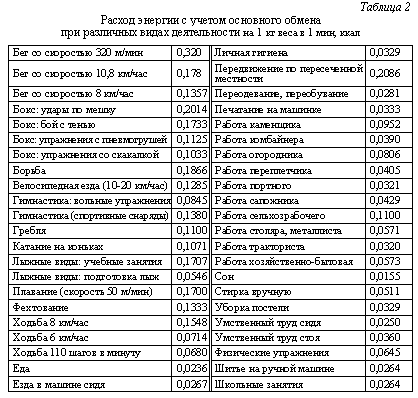 Таблица 2
Расход энергии с учетом основного обмена
при различных видах деятельности на 1 кг веса в 1 мин, ккал
Бег со скоростью 320 м/мин 0,320 Личная гигиена 0,0329
Бег со скоростью 10,8 км/час 0,178 Передвижение по пересеченной местности 0,2086
Бег со скоростью 8 км/час 0,1357 Переодевание, переобувание 0,0281
Бокс: удары по мешку 0,2014 Печатание на машинке 0,0333
Бокс: бой с тенью 0,1733 Работа каменщика 0,0952
Бокс: упражнения с пневмогрушей 0,1125 Работа комбайнера 0,0390
Бокс: упражнения со скакалкой 0,1033 Работа огородника 0,0806
Борьба 0,1866 Работа переплетчика 0,0405
Велосипедная езда (10-20 км/час) 0,1285 Работа портного 0,0321
Гимнастика: вольные упражнения 0,0845 Работа сапожника 0,0429
Гимнастика (спортивные снаряды) 0,1380 Работа сельхозрабочего 0,1100
Гребля 0,1100 Работа столяра, металлиста 0,0571
Катание на коньках 0,1071 Работа тракториста 0,0320
Лыжные виды: учебные занятия 0,1707 Работа хозяйственно-бытовая 0,0573
Лыжные виды: подготовка лыж 0,0546 Сон 0,0155
Плавание (скорость 50 м/мин) 0,1700 Стирка вручную 0,0511
Фехтование 0,1333 Уборка постели 0,0329
Ходьба 8 км/час 0,1548 Умственный труд сидя 0,0250
Ходьба 6 км/час 0,0714 Умственный труд стоя 0,0360
Ходьба 110 шагов в минуту 0,0680 Физические упражнения 0,0645
Еда 0,0236 Шитье на ручной машине 0,0264
Езда в машине сидя 0,0267 Школьные занятия 0,0264